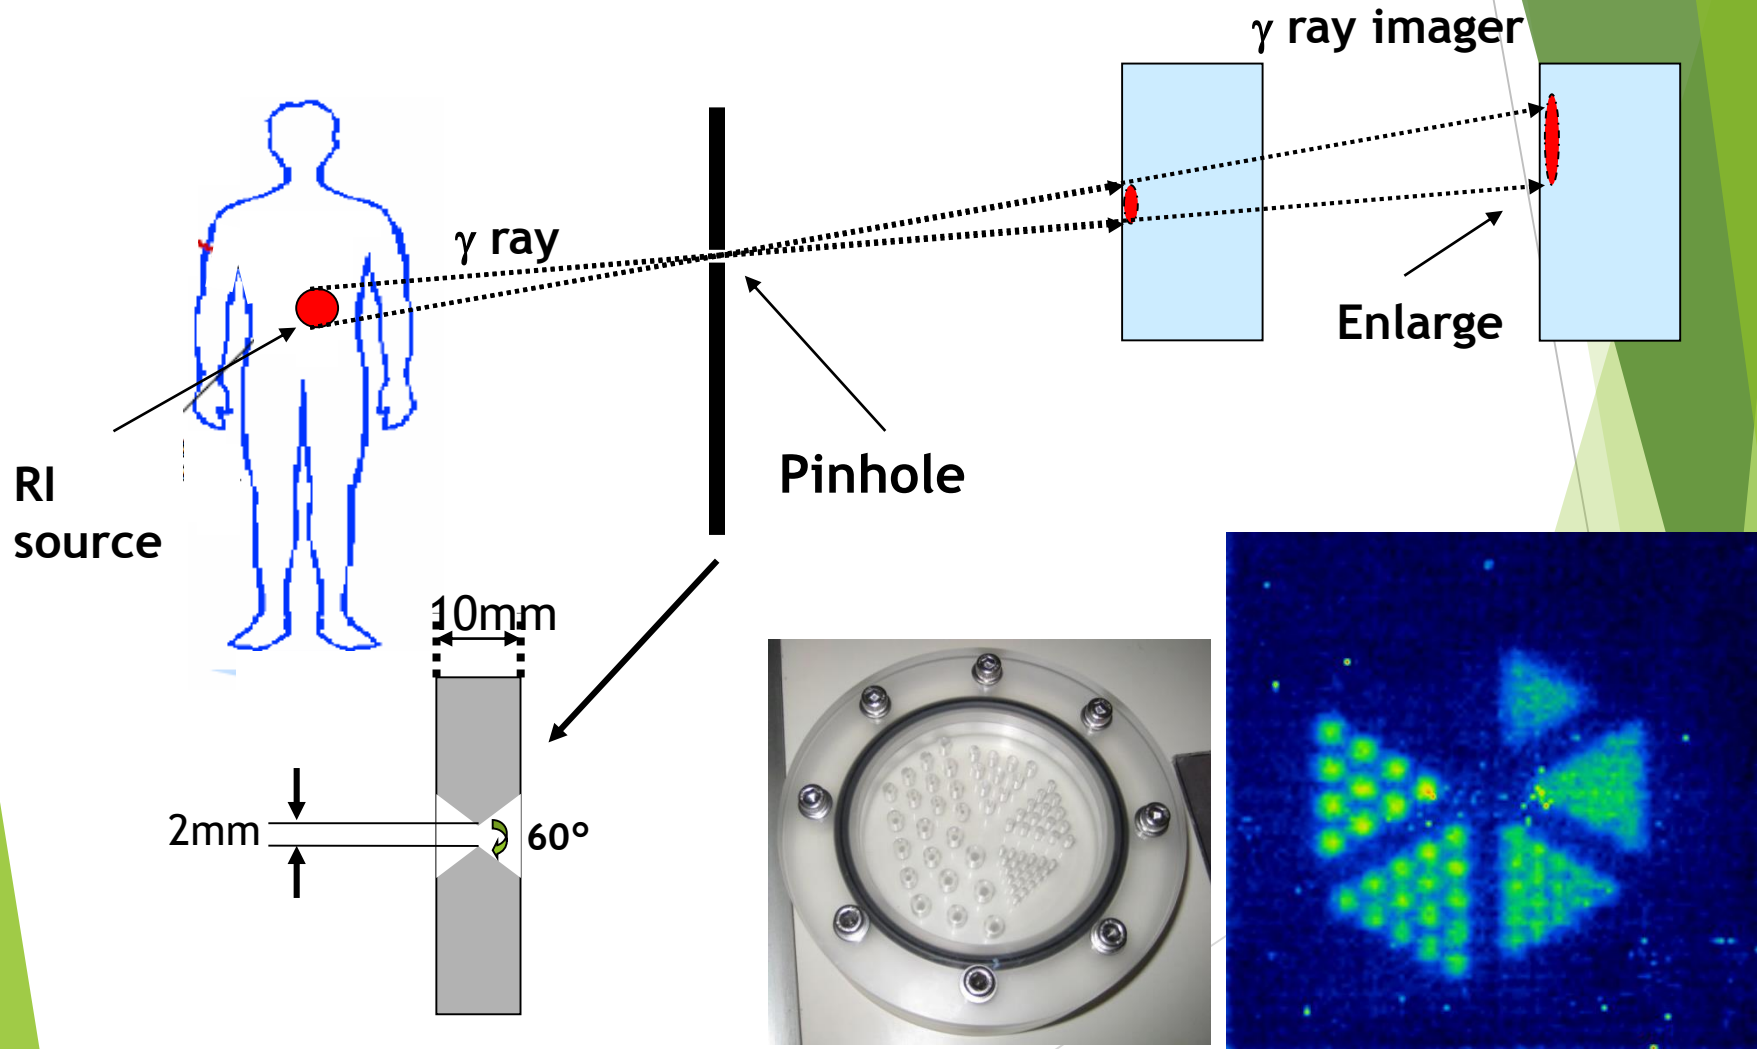 γ ray imager
γ ray
Enlarge
Pinhole
RI
source
10mm
2mm
60°